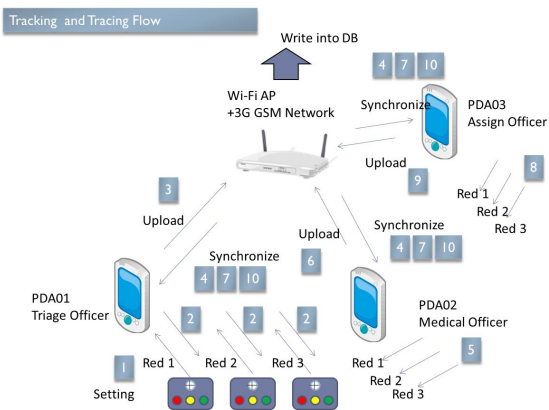 Tracking and Tracing Flow
Write into DB
4 7 10
Wi-Fi AP
+3G GSM Network
Synchronize
PDA03
Assign Officer
Upload
8
3
9
Red 1
Red 2
Red 3
Upload
Upload
Synchronize
Synchronize
6
4 7 10
4 7 10
PDA01
Triage Officer
2
2
2
PDA02
Medical Officer
1
Red 1
Red 2
Red 3
Red 1
5
Setting
Red 2
Red 3